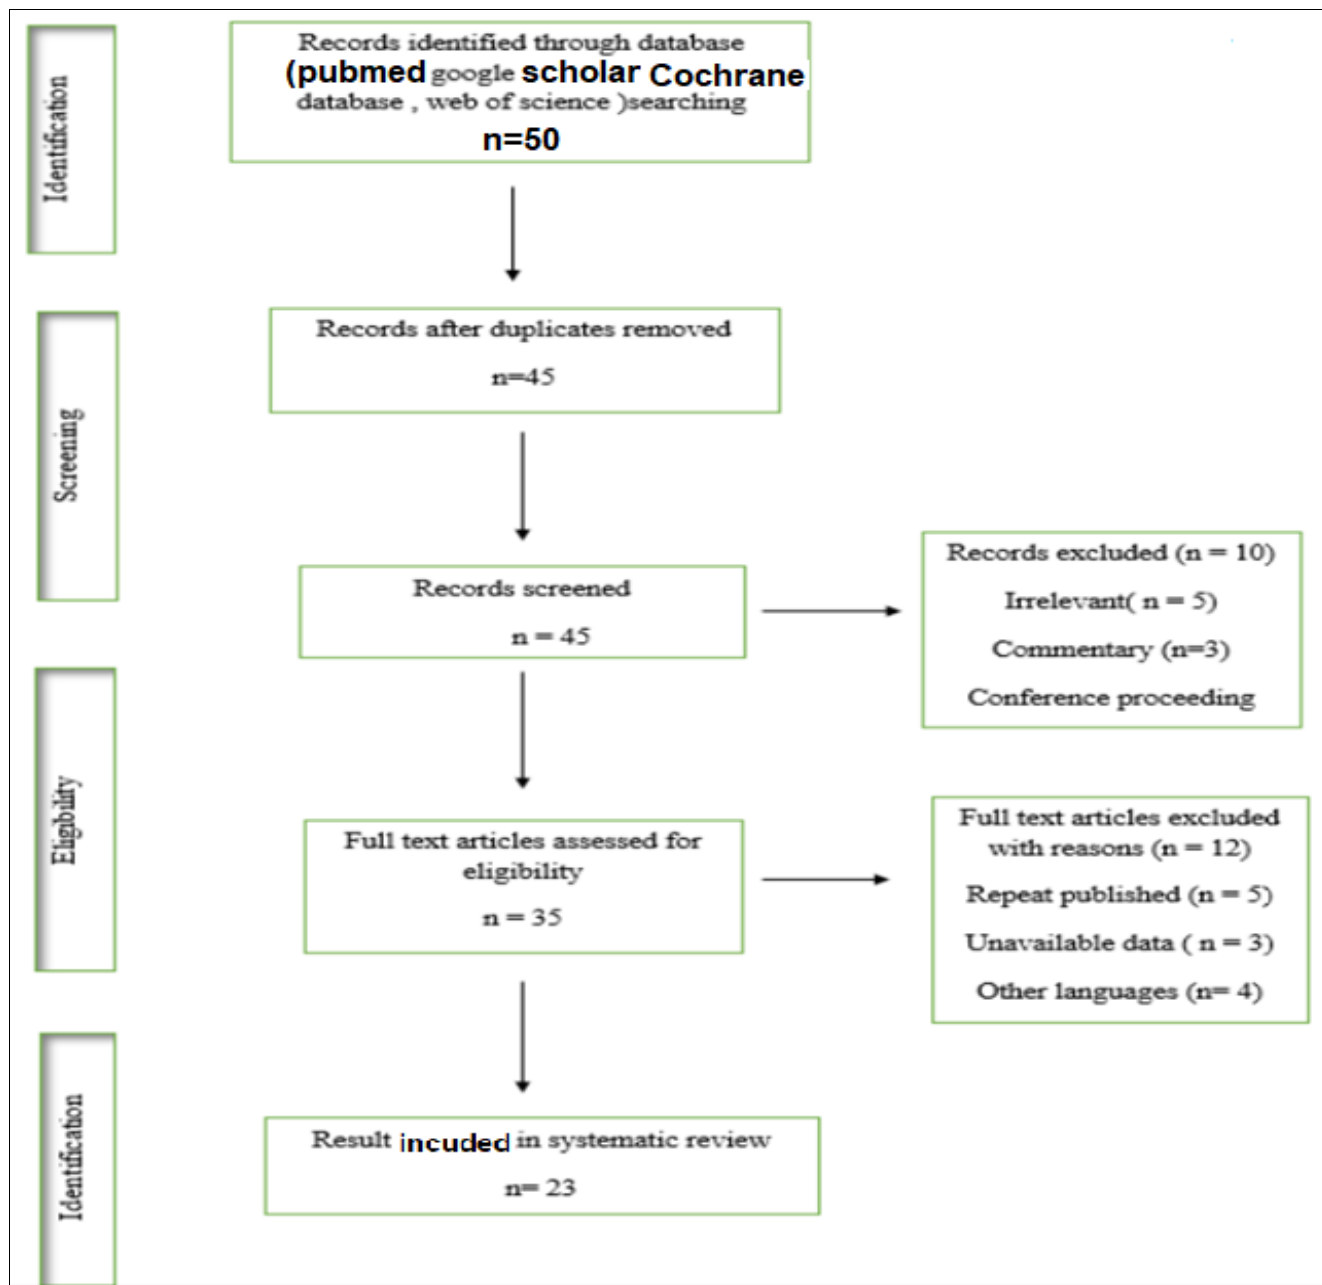 Identification
Records identified through database
(pubmed google scholar Cochrane
database , web of science )searching
n=50
Screening
Records after duplicates removed
n=45
Records screened
n = 45
Records excluded (n = 10)
Irrelevant( n = 5)
Commentary (n=3)
Conference proceeding
Eligibility
Full text articles assessed for
eligibility
n = 35
Full text articles excluded
with reasons (n = 12)
Repeat published (n = 5)
Unavailable data ( n = 3)
Other languages (n= 4)
Identification
Result incuded in systematic review
n= 23